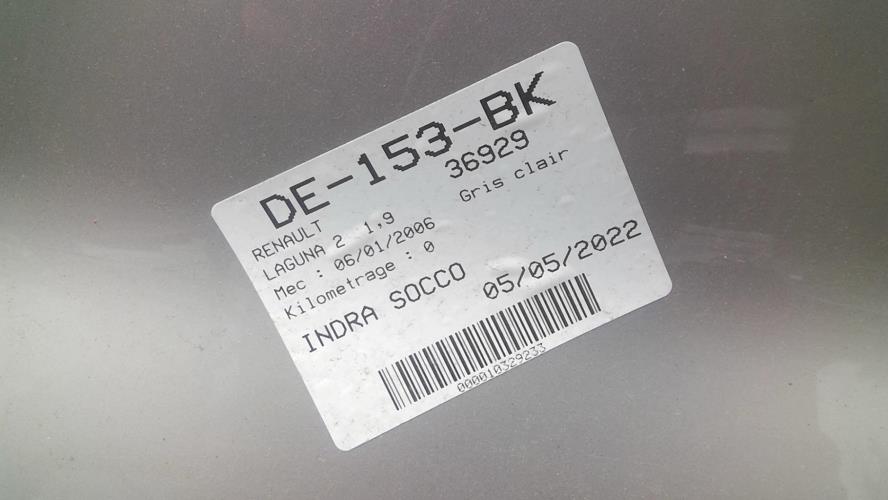 DE-153-BK
36929
RENAULT
Gris clair
LAGUNA 2 1,9
Mec : 06/01/2006
Kilometrage : 0
INDRA SOCCO
05/05/2022
000010329233